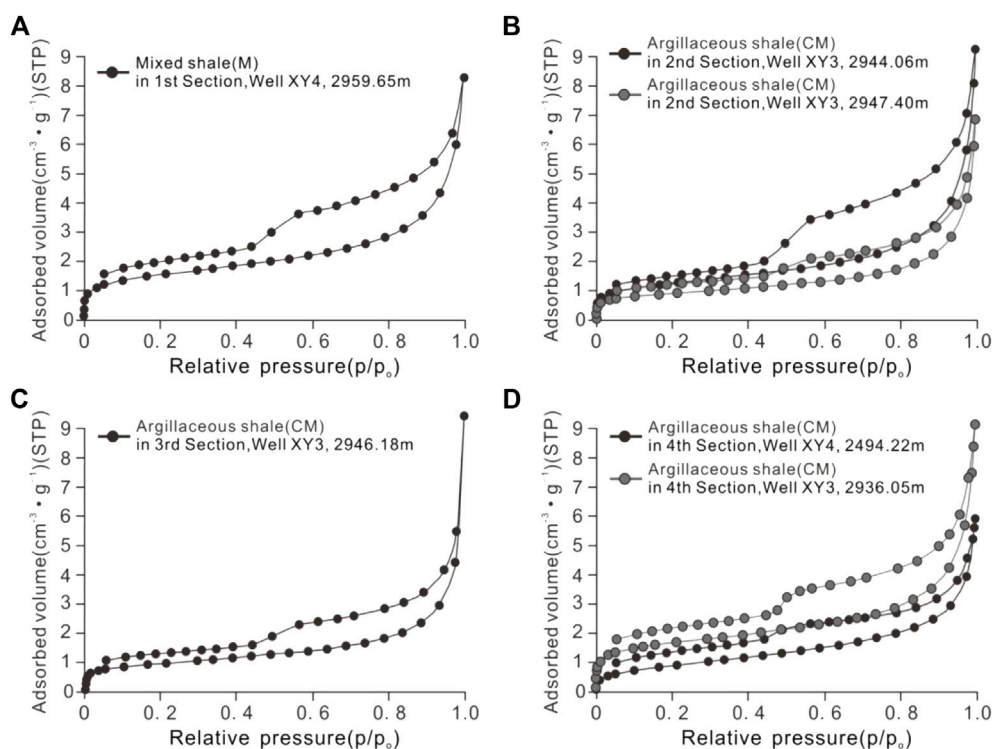 A
Mixed shale(M)
in 1st Section,Well XY4, 2959.65m
Adsorbed volume(cm⁻³•g⁻¹)(STP)
9
8
7
6
5
4
3
2
1
0
0 0.2 0.4 0.6 0.8 1.0
Relative pressure(p/pₒ)
B
Argillaceous shale(CM)
in 2nd Section,Well XY3, 2944.06m
Argillaceous shale(CM)
in 2nd Section,Well XY3, 2947.40m
Adsorbed volume(cm⁻³•g⁻¹)(STP)
9
8
7
6
5
4
3
2
1
0
0 0.2 0.4 0.6 0.8 1.0
Relative pressure(p/pₒ)
C
Argillaceous shale(CM)
in 3rd Section,Well XY3, 2946.18m
Adsorbed volume(cm⁻³•g⁻¹)(STP)
9
8
7
6
5
4
3
2
1
0
0 0.2 0.4 0.6 0.8 1.0
Relative pressure(p/pₒ)
D
Argillaceous shale(CM)
in 4th Section,Well XY4, 2494.22m
Argillaceous shale(CM)
in 4th Section,Well XY3, 2936.05m
Adsorbed volume(cm⁻³•g⁻¹)(STP)
9
8
7
6
5
4
3
2
1
0
0 0.2 0.4 0.6 0.8 1.0
Relative pressure(p/pₒ)